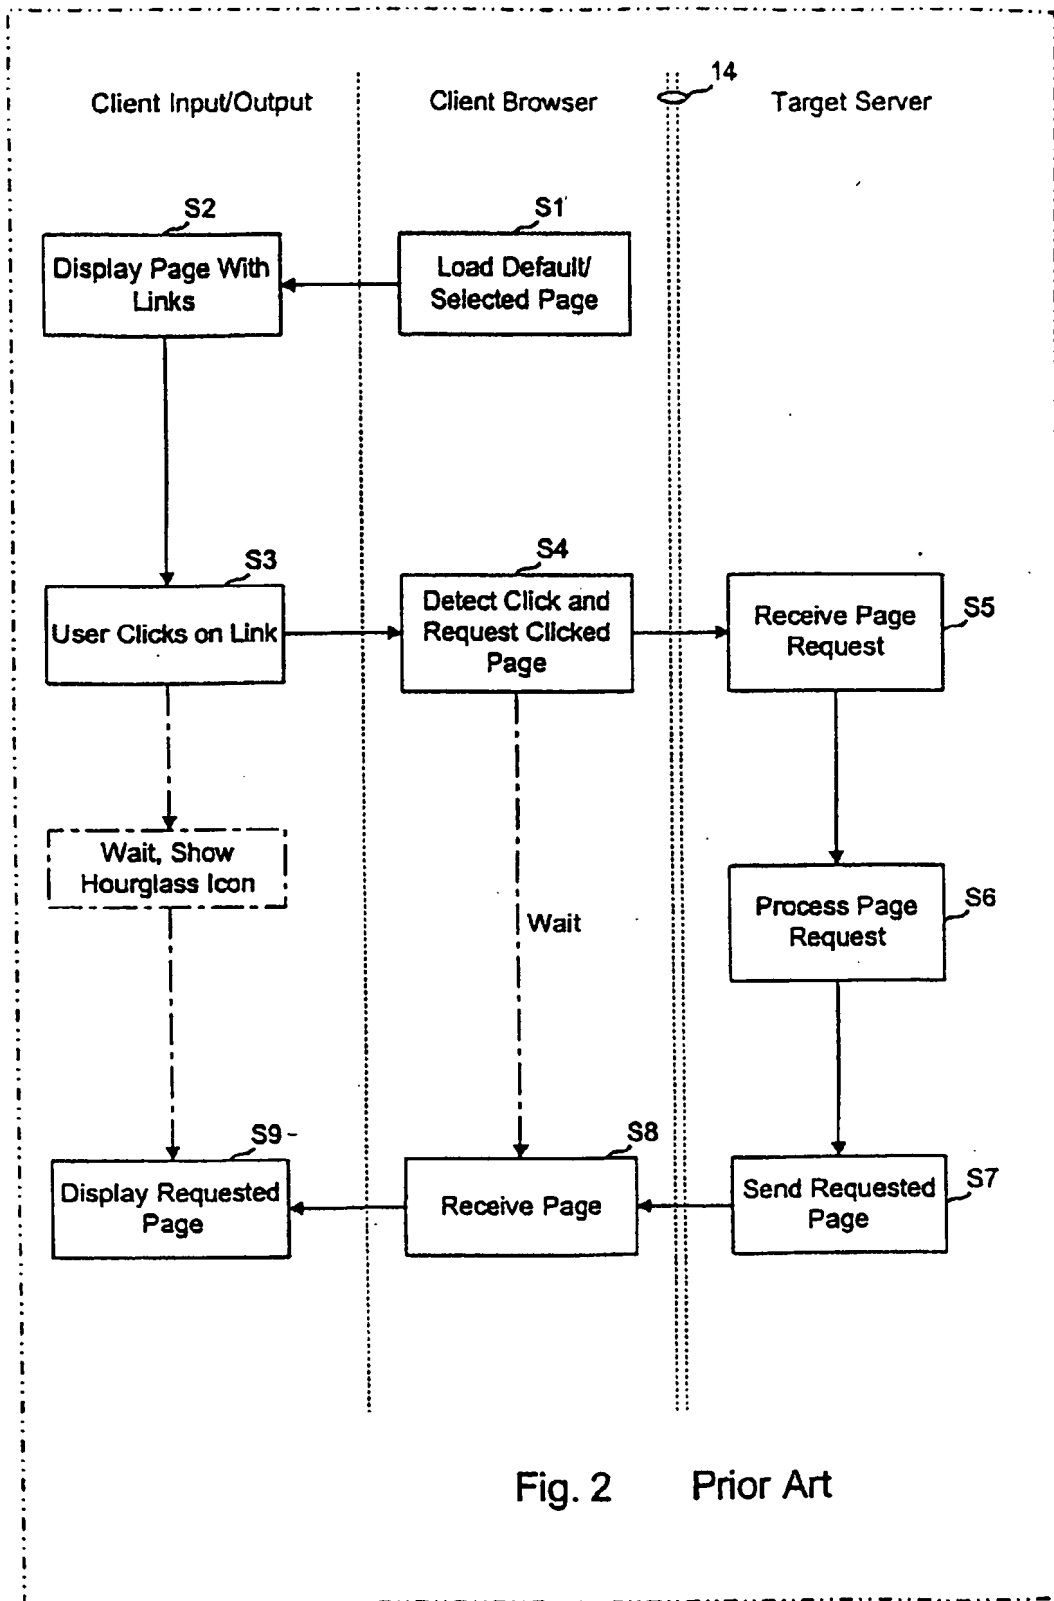 14
Client Input/Output
Client Browser
Target Server
S2
S1
Display Page With
Links
Load Default/
Selected Page
S3
S4
S5
User Clicks on Link
Detect Click and
Request Clicked
Page
Receive Page
Request
Wait, Show
Hourglass Icon
Wait
S6
Process Page
Request
S9
S8
S7
Display Requested
Page
Receive Page
Send Requested
Page
Fig. 2 Prior Art